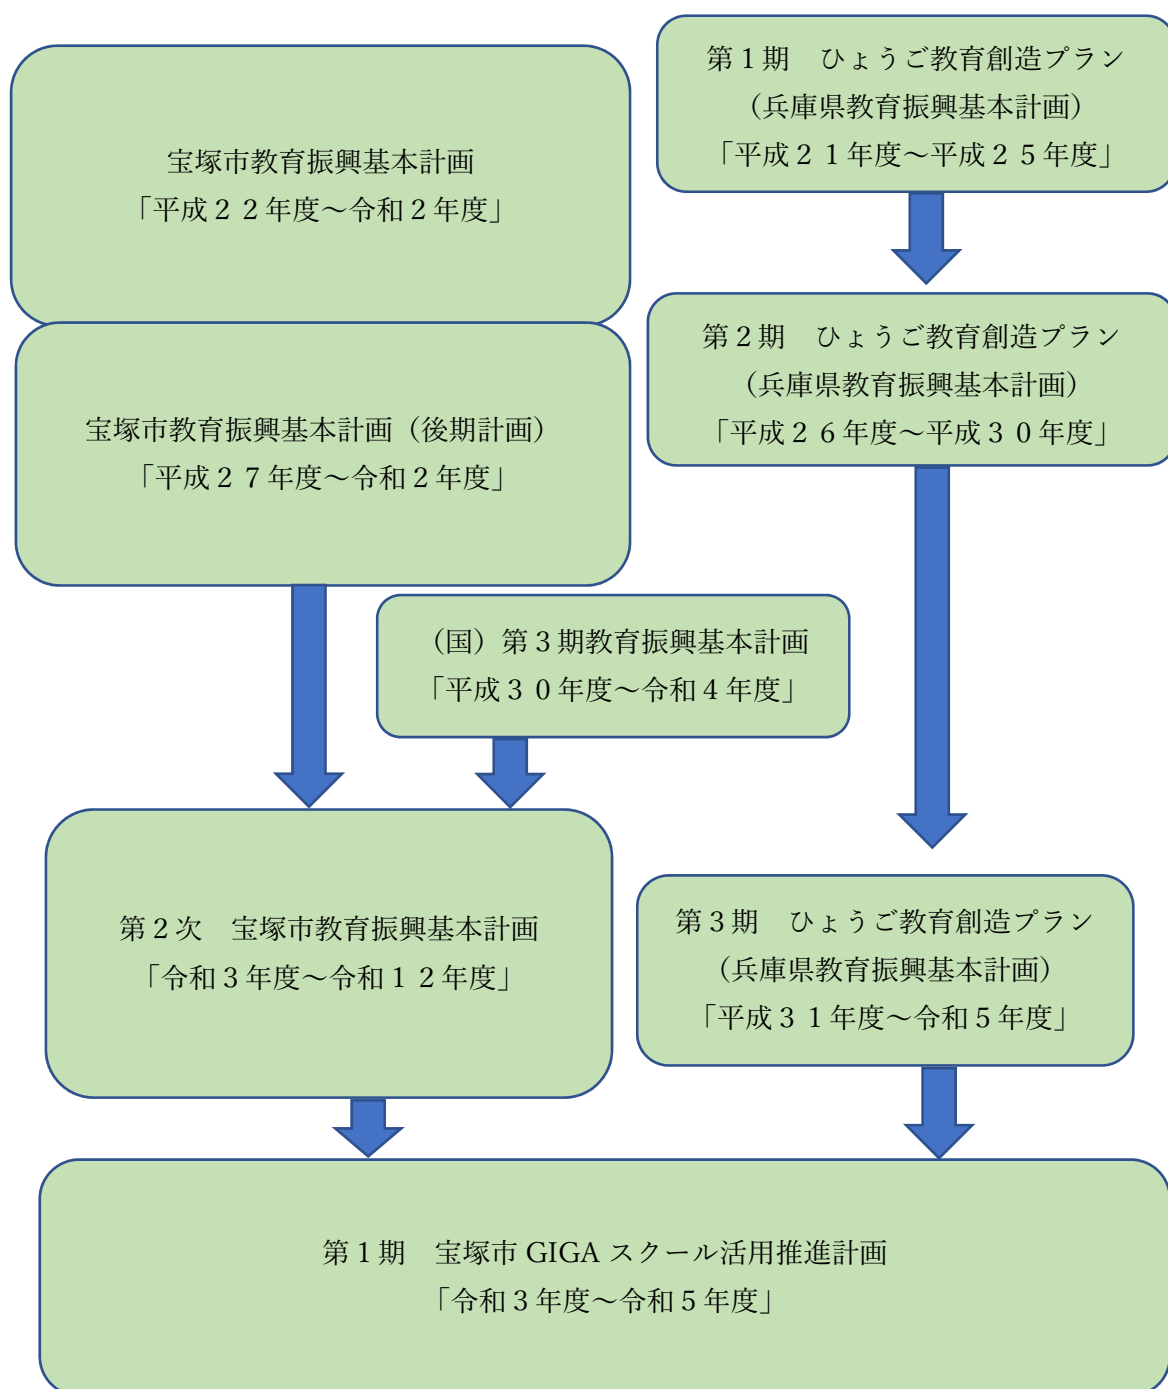 第１期　ひょうご教育創造プラン
（兵庫県教育振興基本計画）
「平成２１年度～平成２５年度」
宝塚市教育振興基本計画
「平成２２年度～令和２年度」
第２期　ひょうご教育創造プラン
（兵庫県教育振興基本計画）
「平成２６年度～平成３０年度」
宝塚市教育振興基本計画（後期計画）
「平成２７年度～令和２年度」
（国）第３期教育振興基本計画
「平成３０年度～令和４年度」
第２次　宝塚市教育振興基本計画
「令和３年度～令和１２年度」
第３期　ひょうご教育創造プラン
（兵庫県教育振興基本計画）
「平成３１年度～令和５年度」
第１期　宝塚市 GIGA スクール活用推進計画
「令和３年度～令和５年度」